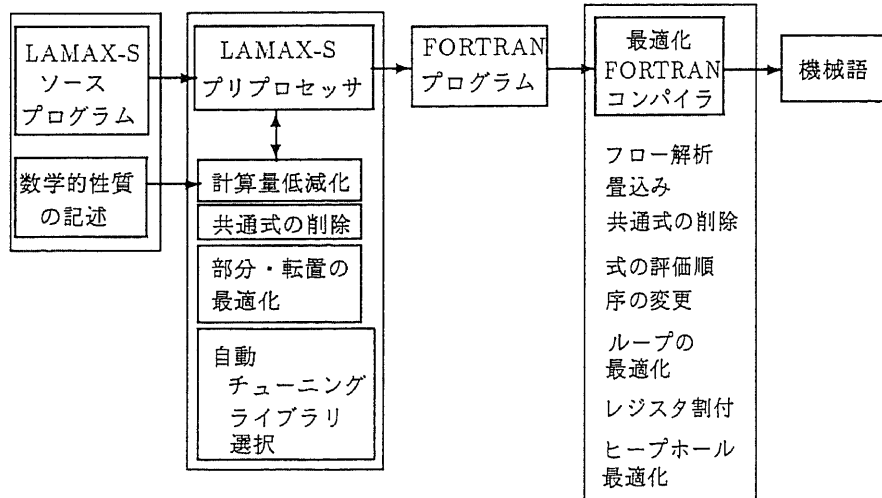 LAMAX-S
ソース
プログラム
数学的性質
の記述
LAMAX-S
プリプロセッサ
計算量低減化
共通式の削除
部分・転置の
最適化
自動
チューニング
ライブラリ
選択
FORTRAN
プログラム
最適化
FORTRAN
コンパイラ
フロー解析
畳込み
共通式の削除
式の評価順
序の変更
ループの
最適化
レジスタ割付
ヒープホール
最適化
機械語